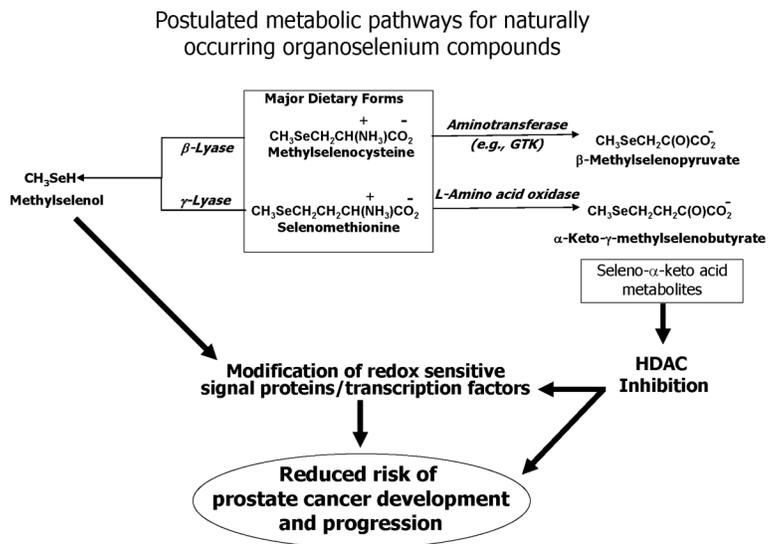 Postulated metabolic pathways for naturally
occurring organoselenium compounds
Major Dietary Forms
+ -
CH₃SeCH₂CH(NH₃)CO₂
Methylselenocysteine
β-Lyase
Aminotransferase
(e.g., GTK)
CH₃SeCH₂C(O)CO₂⁻
β-Methylselenopyruvate
CH₃SeH
Methylselenol
γ-Lyase
+ -
CH₃SeCH₂CH₂CH(NH₃)CO₂
Selenomethionine
L-Amino acid oxidase
CH₃SeCH₂CH₂C(O)CO₂⁻
α-Keto-γ-methylselenobutyrate
Seleno-α-keto acid
metabolites
HDAC
Inhibition
Modification of redox sensitive
signal proteins/transcription factors
Reduced risk of
prostate cancer development
and progression